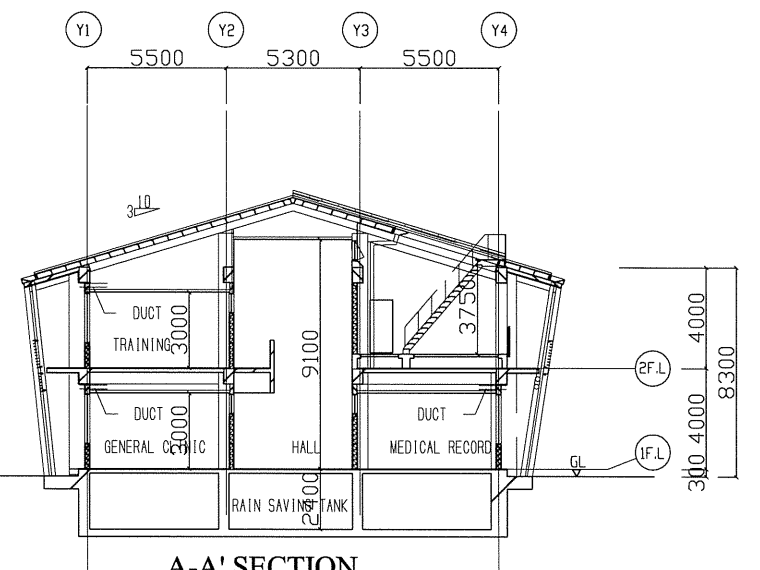 Y1 Y2 Y3 Y4
5500 5300 5500
10
3
DUCT
3000
TRAINING
9100
3750
4000
2F.L
8300
DUCT
3000
GENERAL CLINIC
HALL
DUCT
MEDICAL RECORD
4000
1F.L
GL
300
RAIN SAVING TANK
2400
A-A' SECTION